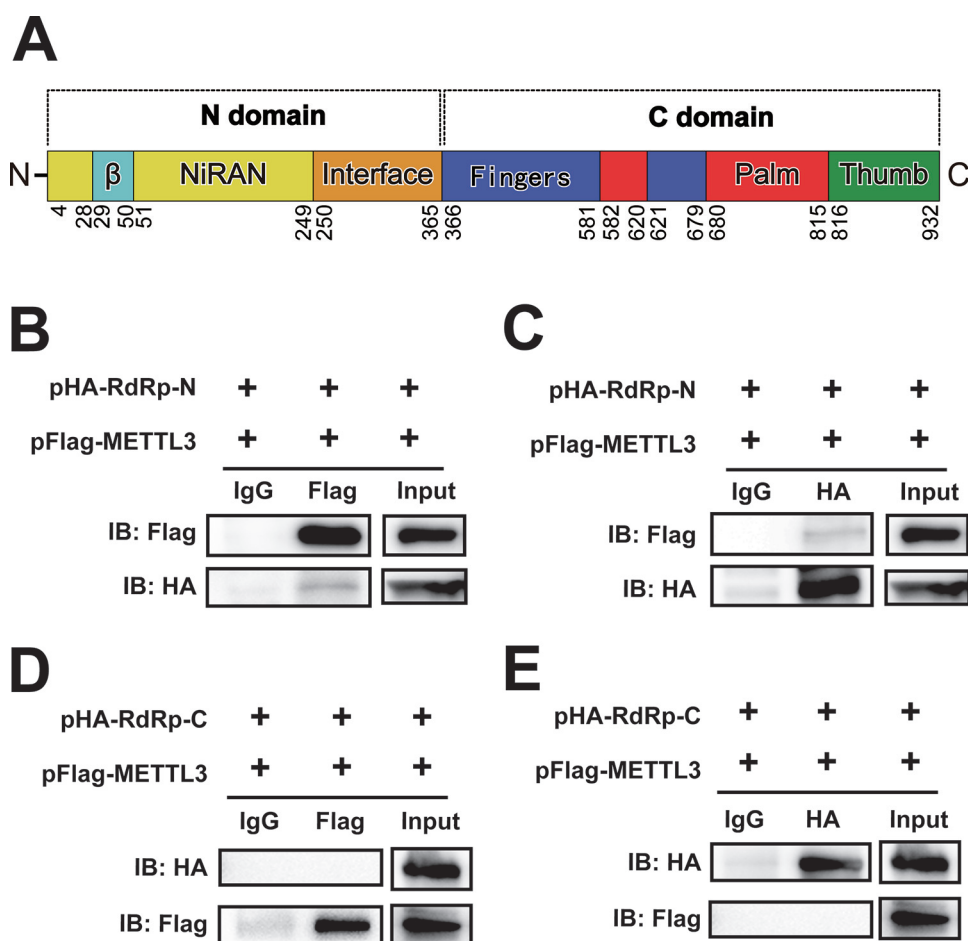 A
N domain
C domain
N β NiRAN Interface Fingers Palm Thumb C
4 28 29 50 51 249 250 365 366 581 582 620 621 679 680 815 816 932
B
pHA-RdRp-N + + +
pFlag-METTL3 + + +
IgG Flag Input
IB: Flag
IB: HA
C
pHA-RdRp-N + + +
pFlag-METTL3 + + +
IgG HA Input
IB: Flag
IB: HA
D
pHA-RdRp-C + + +
pFlag-METTL3 + + +
IgG Flag Input
IB: HA
IB: Flag
E
pHA-RdRp-C + + +
pFlag-METTL3 + + +
IgG HA Input
IB: HA
IB: Flag